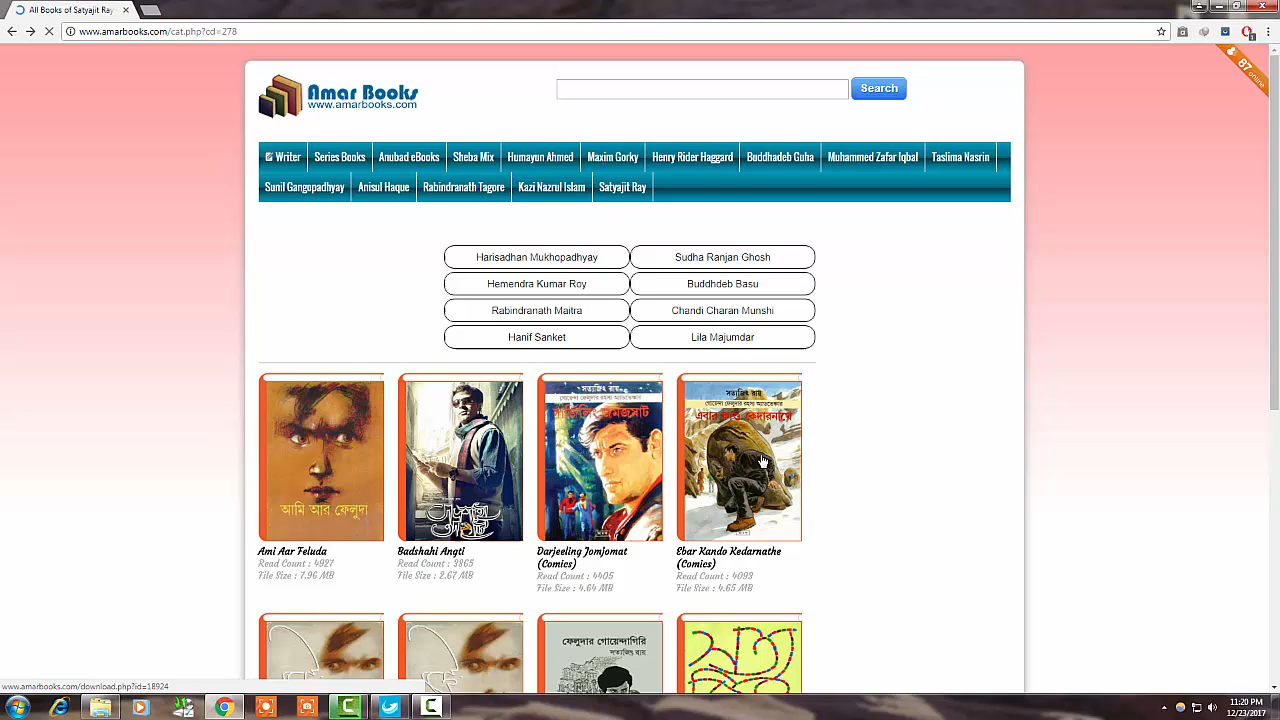 All Books of Satyajit Ray
www.amarbooks.com/cat.php?cd=278
87 online
Amar Books
www.amarbooks.com
Search
Writer Series Books Anubad eBooks Sheba Mix Humayun Ahmed Maxim Gorky Henry Rider Haggard Buddhadeb Guha Muhammed Zafar Iqbal Taslima Nasrin
Sunil Gangopadhyay Anisul Haque Rabindranath Tagore Kazi Nazrul Islam Satyajit Ray
Harisadhan Mukhopadhyay Sudha Ranjan Ghosh
Hemendra Kumar Roy Buddhdeb Basu
Rabindranath Maitra Chandi Charan Munshi
Hanif Sanket Lila Majumdar
আমি আর ফেলুদা
সত্যজিৎ রায়
সত্যজিৎ রায়
Ami Aar Feluda
Read Count : 4927
File Size : 7.96 MB
Badshahi Angti
Read Count : 3865
File Size : 2.67 MB
Darjeeling Jomjomat
(Comics)
Read Count : 4405
File Size : 4.64 MB
Ebar Kando Kedarnathe
(Comics)
Read Count : 4093
File Size : 4.65 MB
ফেলুদার গোয়েন্দাগিরি
সত্যজিৎ রায়
www.amarbooks.com/download.php?id=18924
11:20 PM
12/23/2017